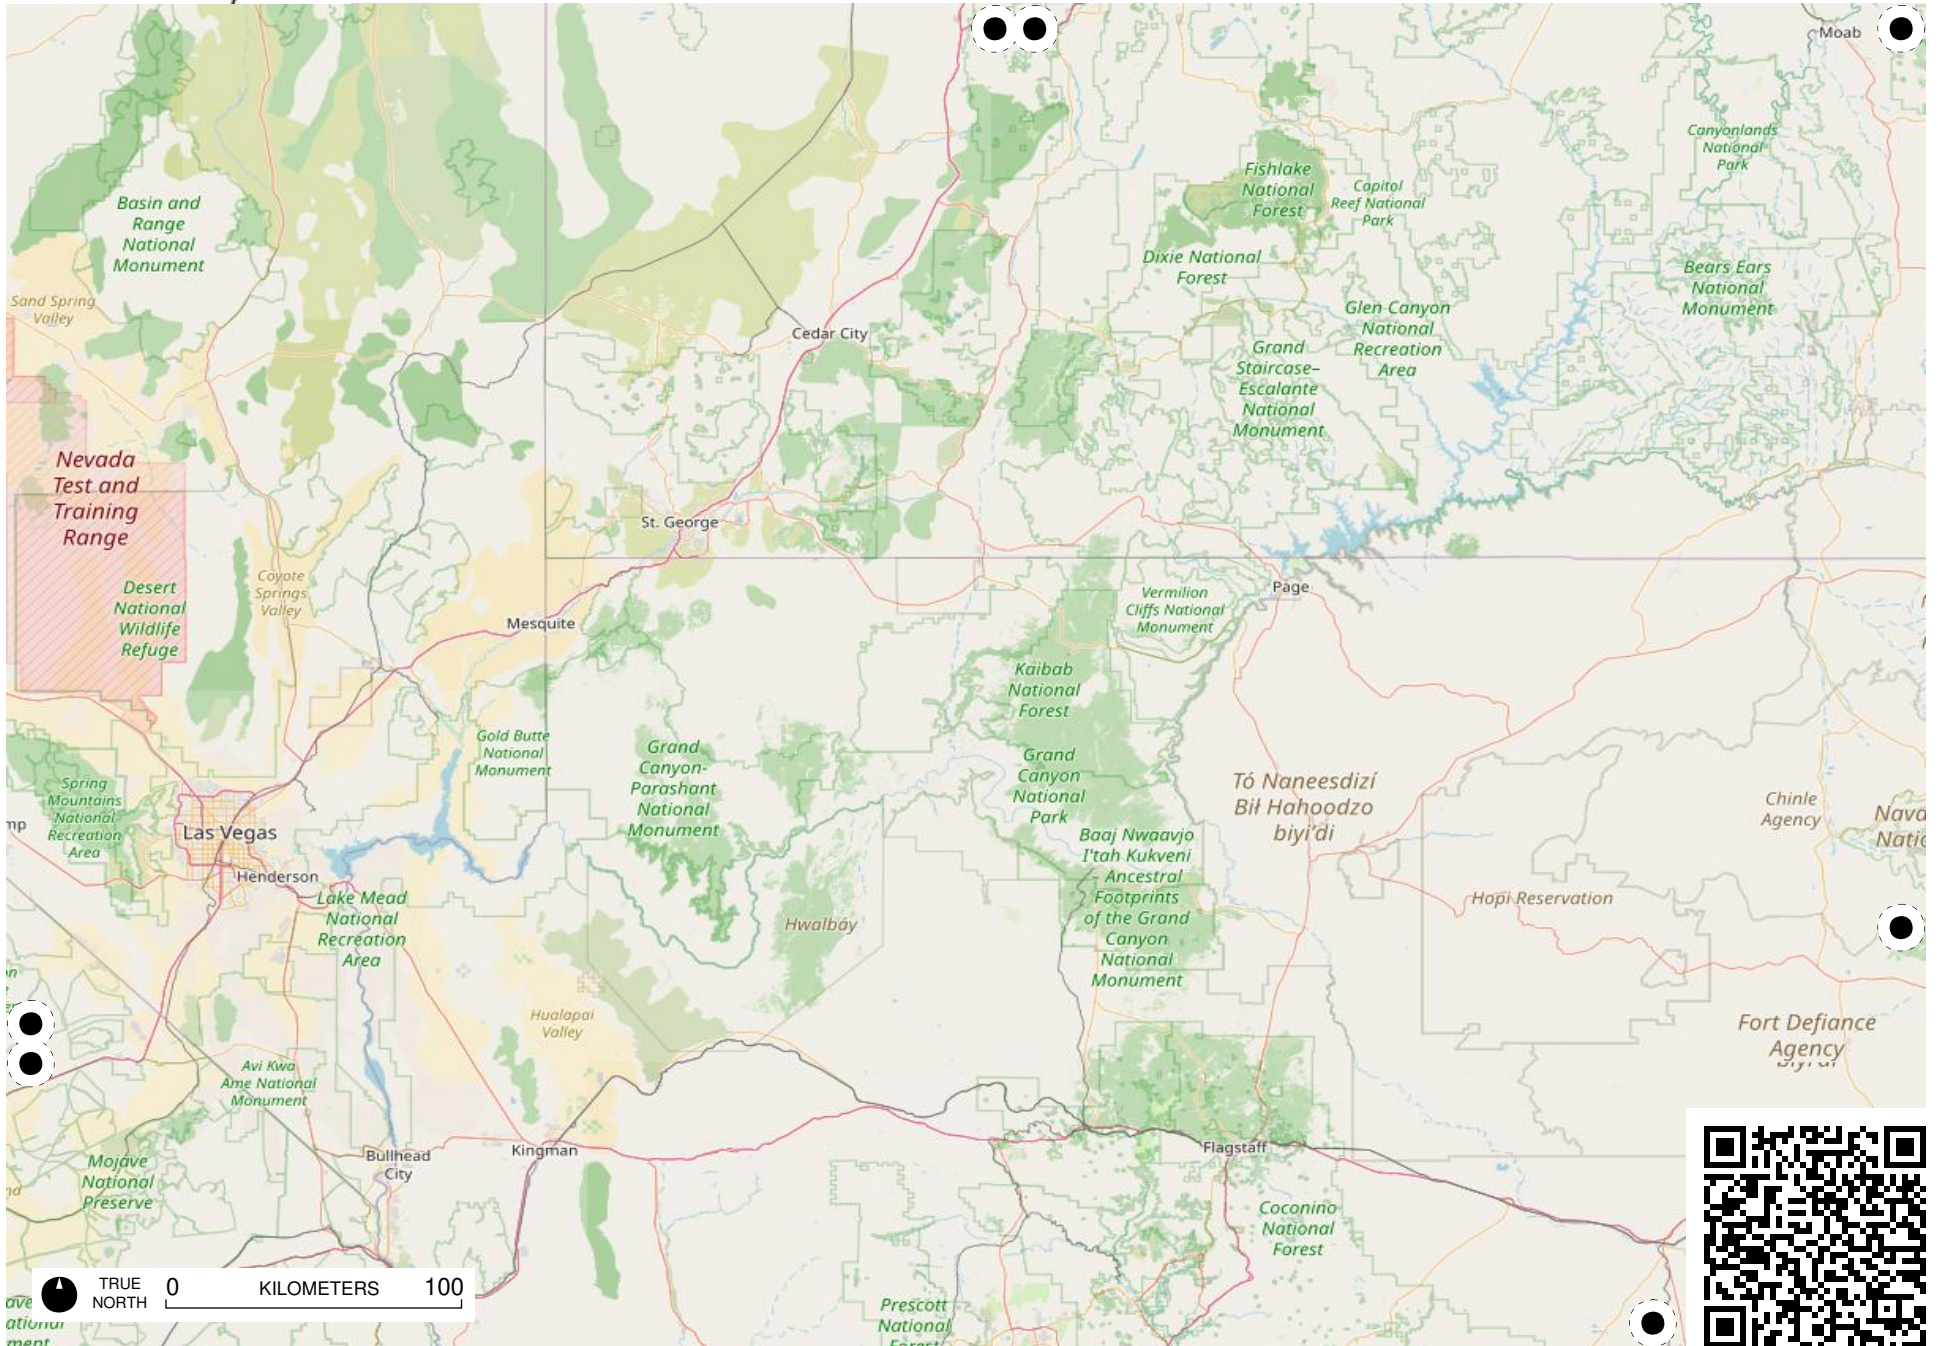 Moab
Canyonlands
National
Park
Fishlake
National
Forest
Capitol
Reef National
Park
Basin and
Range
National
Monument
Dixie National
Forest
Bears Ears
National
Monument
Sand Spring
Valley
Glen Canyon
National
Recreation
Area
Cedar City
Grand
Staircase–
Escalante
National
Monument
Nevada
Test and
Training
Range
St. George
Desert
National
Wildlife
Refuge
Coyote
Springs
Valley
Page
Vermilion
Cliffs National
Monument
Mesquite
Kaibab
National
Forest
Gold Butte
National
Monument
Grand
Canyon-
Parashant
National
Monument
Grand
Canyon
National
Park
Tó Naneesdizí
Bił Hahoodzo
biyi'di
Spring
Mountains
National
Recreation
Area
Chinle
Agency
Nava
Natio
mp
Las Vegas
Baaj Nwaavjo
I'tah Kukveni
– Ancestral
Footprints
of the Grand
Canyon
National
Monument
Henderson
Lake Mead
National
Recreation
Area
Hopi Reservation
Hwalbáy
Hualapai
Valley
Fort Defiance
Agency
Avi Kwa
Ame National
Monument
Kingman
Flagstaff
Bullhead
City
Mojave
National
Preserve
Coconino
National
Forest
TRUE
NORTH
0 KILOMETERS 100
Prescott
National
Forest